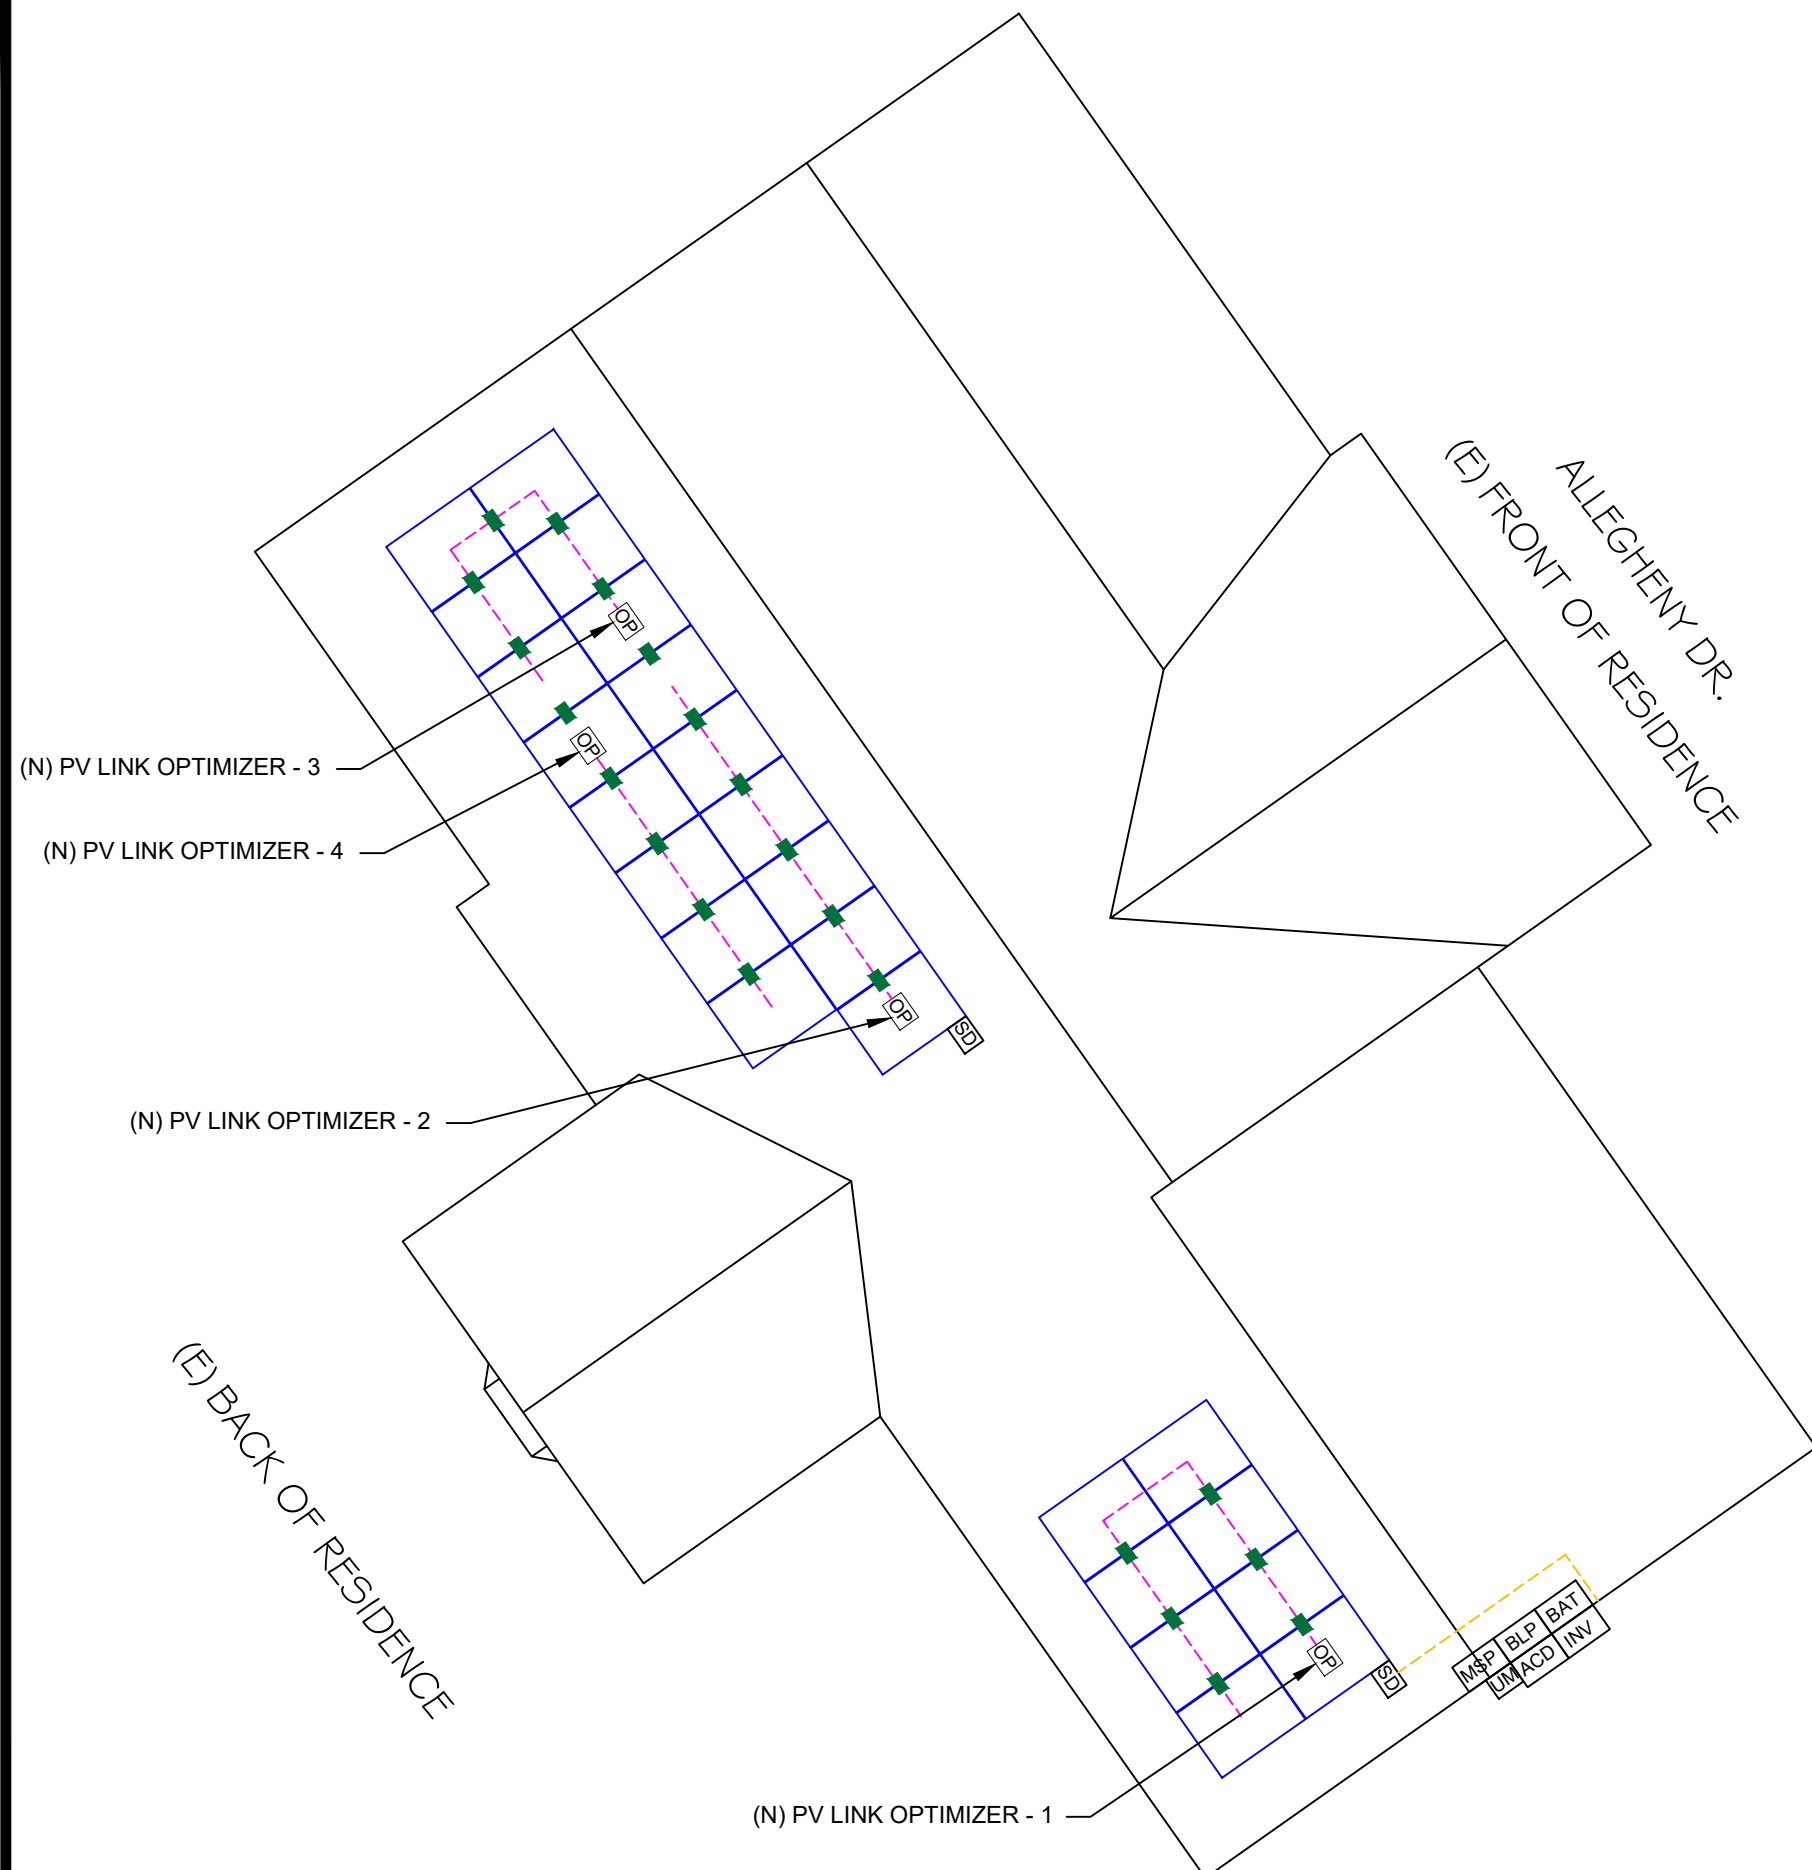 ALLEGHENY DR.
(E) FRONT OF RESIDENCE
OP
(N) PV LINK OPTIMIZER - 3
OP
(N) PV LINK OPTIMIZER - 4
OP
SD
(N) PV LINK OPTIMIZER - 2
(E) BACK OF RESIDENCE
OP
SD
MSP
BLP
BAT
UM
ACD
INV
(N) PV LINK OPTIMIZER - 1